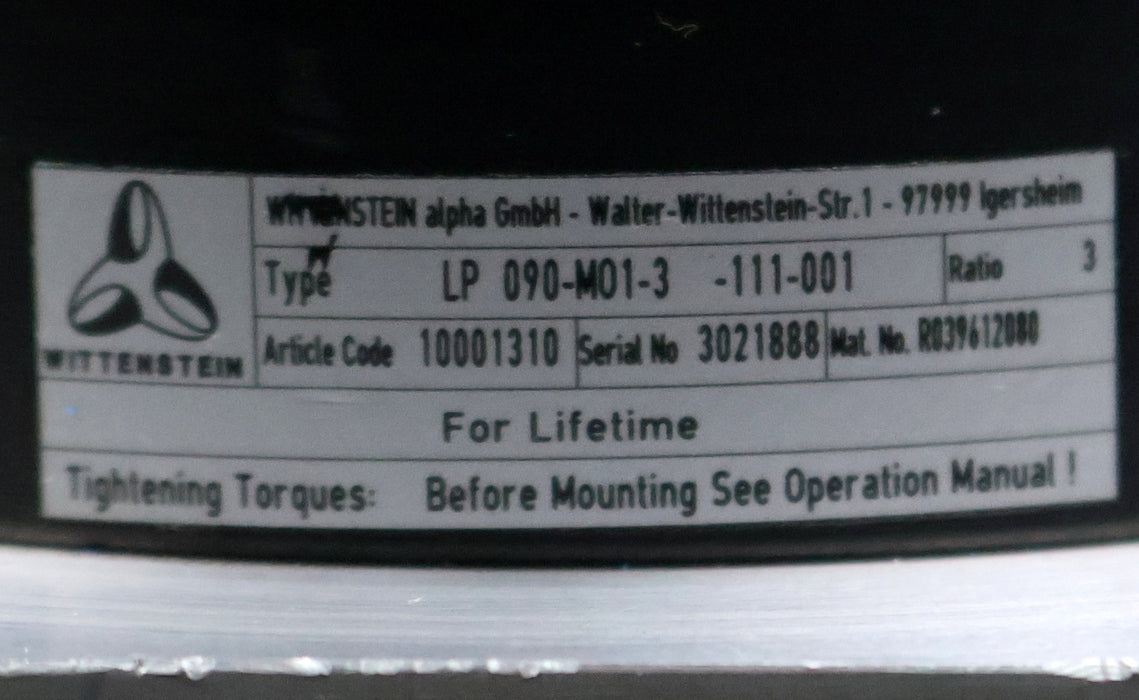 WITTENSTEIN alpha GmbH - Walter-Wittenstein-Str.1 - 97999 Igersheim
Type LP 090-MO1-3 -111-001 Ratio 3
WITTENSTEIN
Article Code 10001310 Serial No 3021888 Mat. No. R039612080
For Lifetime
Tightening Torques: Before Mounting See Operation Manual !